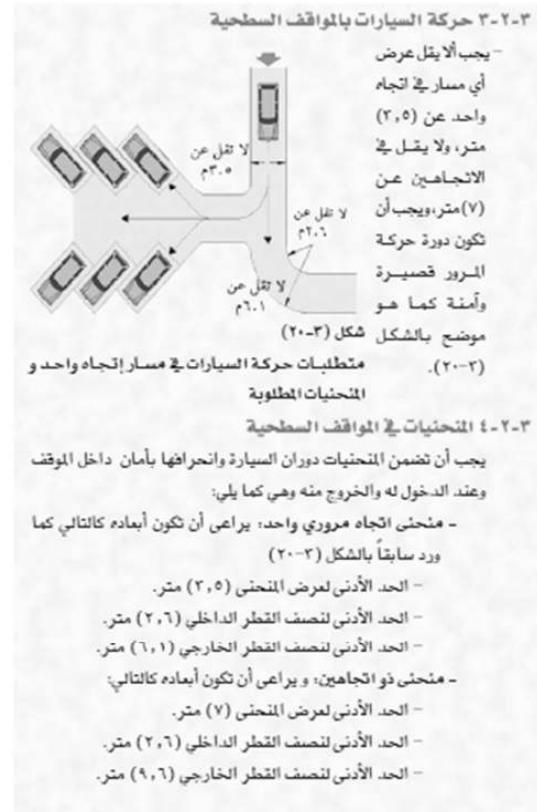 ٣-٢-٣ حركة السيارات بالمواقف السطحية
- يجب ألا يقل عرض
أي مسار في اتجاه
واحد عن (٣,٥)
متر، ولا يقل في
الاتجاهين عن
(٧) متر، ويجب أن
تكون دورة حركة
المرور قصيرة
وآمنة كما هو
موضح بالشكل
(٣-٢٠).
لا تقل عن
٣.٥م
لا تقل عن
٢.٦م
لا تقل عن
٦.١م
شكل (٣-٢٠)
متطلبات حركة السيارات في مسار إتجاه واحد و
المنحنيات المطلوبة
٣-٢-٤ المنحنيات في المواقف السطحية
يجب أن تضمن المنحنيات دوران السيارة وانحرافها بأمان داخل الموقف
وعند الدخول له والخروج منه وهي كما يلي:
- منحنى اتجاه مروري واحد: يراعى أن تكون أبعاده كالتالي كما
ورد سابقاً بالشكل (٣-٢٠)
- الحد الأدنى لعرض المنحنى (٣,٥) متر.
- الحد الأدنى لنصف القطر الداخلي (٢,٦) متر.
- الحد الأدنى لنصف القطر الخارجي (٦,١) متر.
- منحنى ذو اتجاهين: و يراعى أن تكون أبعاده كالتالي:
- الحد الأدنى لعرض المنحنى (٧) متر.
- الحد الأدنى لنصف القطر الداخلي (٢,٦) متر.
- الحد الأدنى لنصف القطر الخارجي (٩,٦) متر.